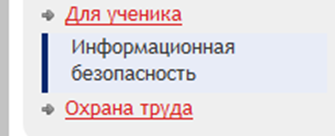 Для ученика
Информационная
безопасность
Охрана труда